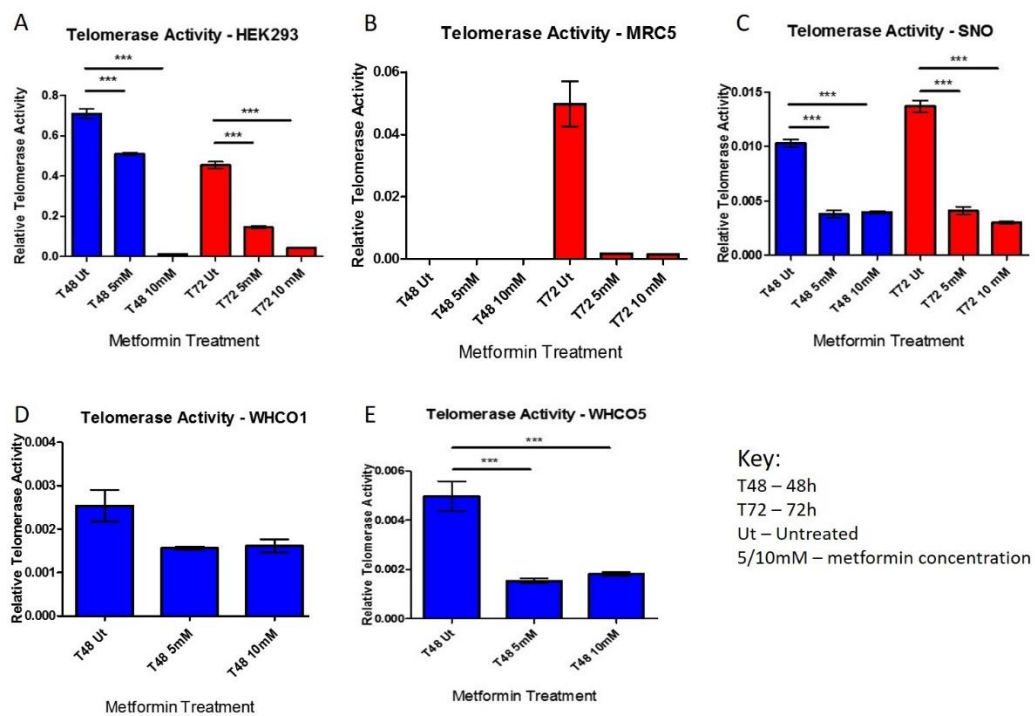 A
Telomerase Activity - HEK293
Relative Telomerase Activity
0.8
0.6
0.4
0.2
0.0
***
***
***
***
T48 Ut
T48 5mM
T48 10mM
T72 Ut
T72 5mM
T72 10 mM
Metformin Treatment
B
Telomerase Activity - MRC5
Relative Telomerase Activity
0.06
0.04
0.02
0.00
T48 Ut
T48 5mM
T48 10mM
T72 Ut
T72 5mM
T72 10 mM
Metformin Treatment
C
Telomerase Activity - SNO
Relative Telomerase Activity
0.015
0.010
0.005
0.000
***
***
***
***
T48 Ut
T48 5mM
T48 10mM
T72 Ut
T72 5mM
T72 10 mM
Metformin Treatment
D
Telomerase Activity - WHCO1
Relative Telomerase Activity
0.004
0.003
0.002
0.001
0.000
T48 Ut
T48 5mM
T48 10mM
Metformin Treatment
E
Telomerase Activity - WHCO5
Relative Telomerase Activity
0.006
0.004
0.002
0.000
***
***
T48 Ut
T48 5mM
T48 10mM
Metformin Treatment
Key:
T48 – 48h
T72 – 72h
Ut – Untreated
5/10mM – metformin concentration